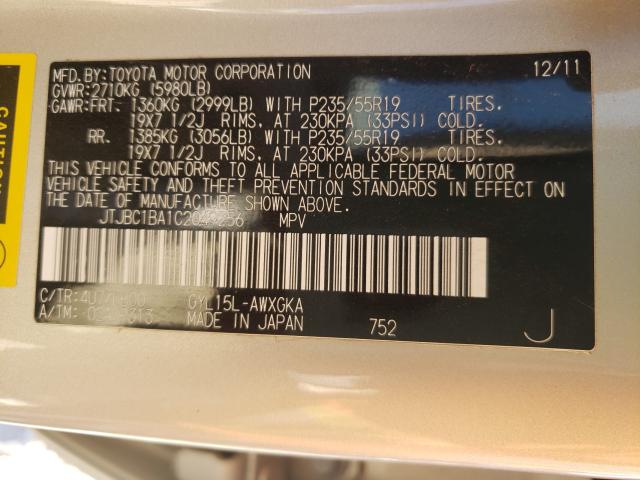 CAUTION
MFD.BY:TOYOTA MOTOR CORPORATION 12/11
GVWR:2710KG (5980LB)
GAWR:FRT. 1360KG (2999LB) WITH P235/55R19 TIRES.
19X7 1/2J RIMS, AT 230KPA (33PSI) COLD.
RR. 1385KG (3056LB) WITH P235/55R19 TIRES.
19X7 1/2J RIMS, AT 230KPA (33PSI) COLD.
THIS VEHICLE CONFORMS TO ALL APPLICABLE FEDERAL MOTOR
VEHICLE SAFETY AND THEFT PREVENTION STANDARDS IN EFFECT ON
THE DATE OF MANUFACTURE SHOWN ABOVE.
MPV
C/TR: GYL15L-AWXGKA
A/TM: MADE IN JAPAN 752 J